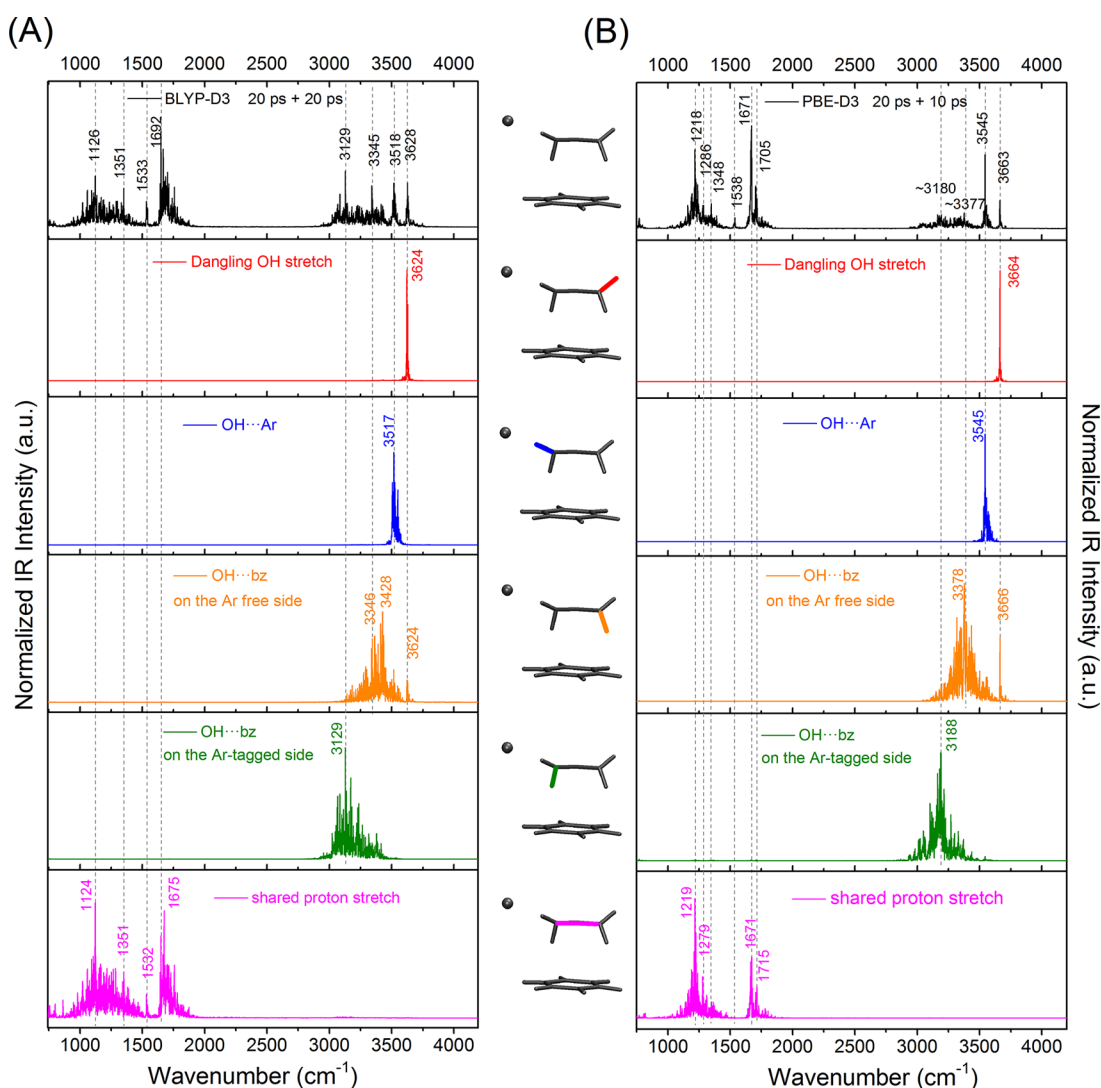 (A)
(B)
1000 1500 2000 2500 3000 3500 4000
BLYP-D3 20 ps + 20 ps
1126
1351
1533
1692
3129
3345
3518
3628
Dangling OH stretch
3624
OH···Ar
3517
OH···bz
on the Ar free side
3346
3428
3624
OH···bz
on the Ar-tagged side
3129
shared proton stretch
1124
1351
1532
1675
1000 1500 2000 2500 3000 3500 4000
Wavenumber (cm⁻¹)
Normalized IR Intensity (a.u.)
1000 1500 2000 2500 3000 3500 4000
PBE-D3 20 ps + 10 ps
1218
1286
1348
1538
1671
1705
~3180
~3377
3545
3663
Dangling OH stretch
3664
OH···Ar
3545
OH···bz
on the Ar free side
3378
3666
OH···bz
on the Ar-tagged side
3188
shared proton stretch
1219
1279
1671
1715
1000 1500 2000 2500 3000 3500 4000
Wavenumber (cm⁻¹)
Normalized IR Intensity (a.u.)